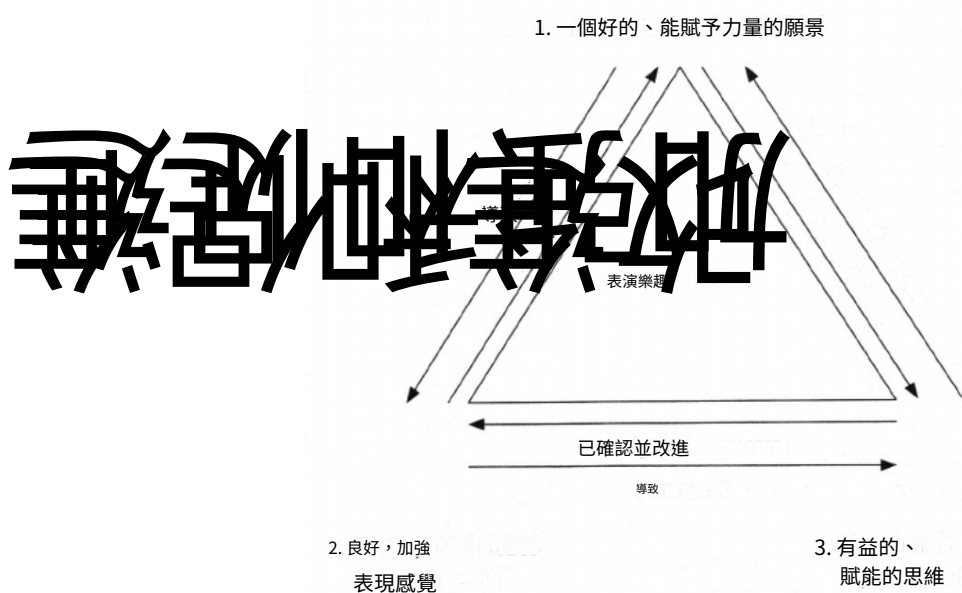 1. 一個好的、能賦予力量的願景
導
表演樂趣
已確認並改進
導致
2. 良好，加強
表現感覺
3. 有益的、
賦能的思維